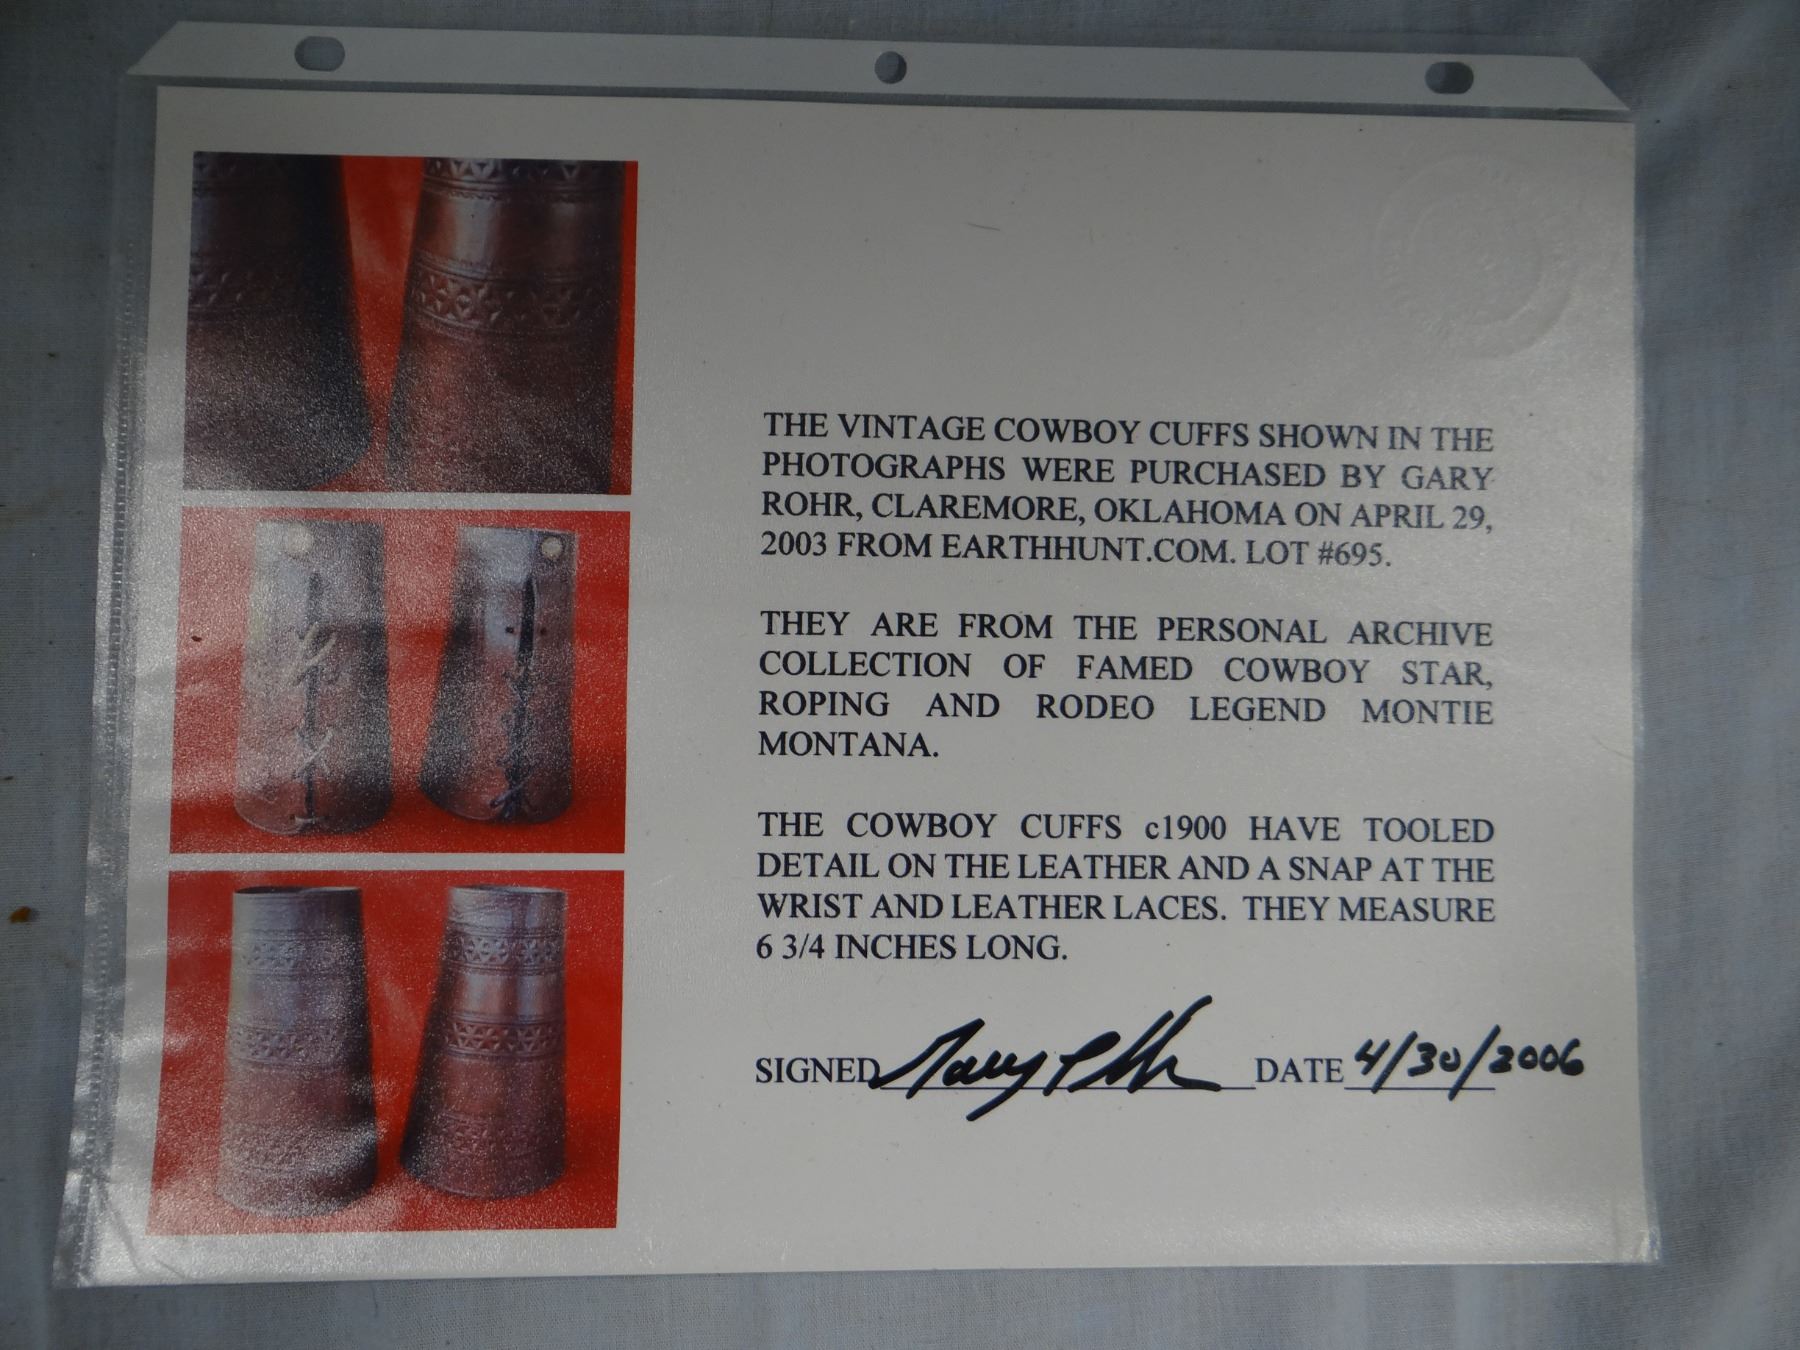 THE VINTAGE COWBOY CUFFS SHOWN IN THE
PHOTOGRAPHS WERE PURCHASED BY GARY
ROHR, CLAREMORE, OKLAHOMA ON APRIL 29,
2003 FROM EARTHHUNT.COM. LOT #695.
THEY ARE FROM THE PERSONAL ARCHIVE
COLLECTION OF FAMED COWBOY STAR,
ROPING AND RODEO LEGEND MONTIE
MONTANA.
THE COWBOY CUFFS c1900 HAVE TOOLED
DETAIL ON THE LEATHER AND A SNAP AT THE
WRIST AND LEATHER LACES. THEY MEASURE
6 3/4 INCHES LONG.
SIGNED DATE 4/30/2006